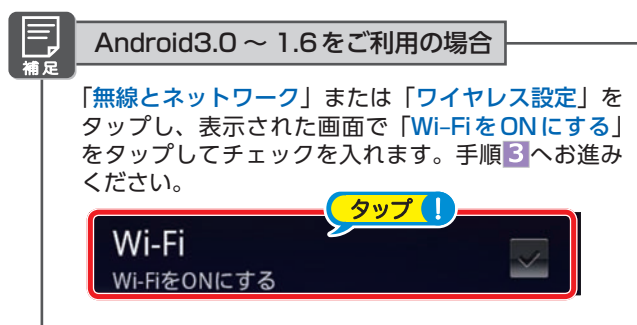 補足
Android3.0 ～ 1.6をご利用の場合
「無線とネットワーク」または「ワイヤレス設定」を
タップし、表示された画面で「Wi-FiをONにする」
をタップしてチェックを入れます。手順3へお進み
ください。
タップ !
Wi-Fi
Wi-FiをONにする